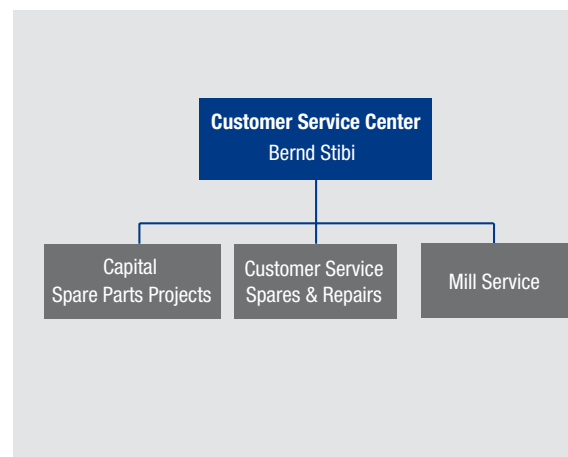 Customer Service Center
Bernd Stibi
Capital
Spare Parts Projects
Customer Service
Spares & Repairs
Mill Service